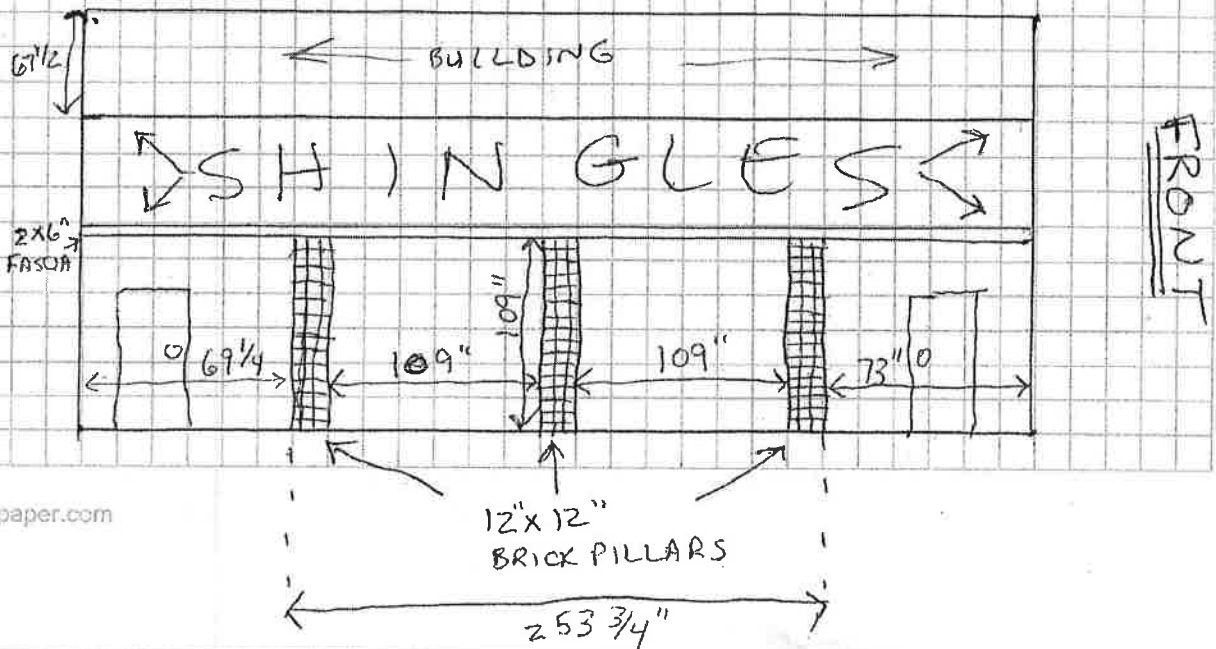 67"1/2
BUILDING
SHINGLES
FRONT
2x6"
FASCIA
109"
69 1/4
109"
109"
73"
12"x12"
BRICK PILLARS
253 3/4"
paper.com